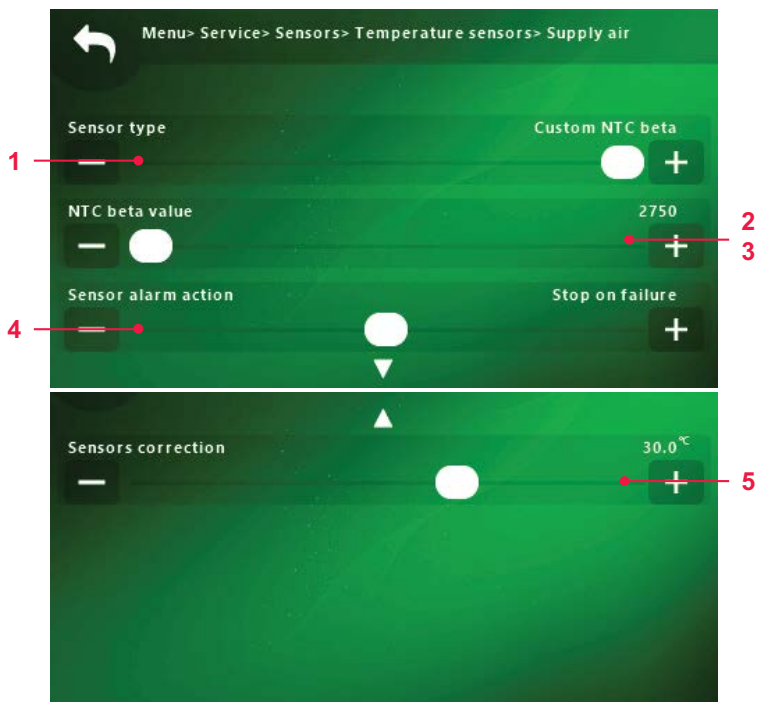 Menu> Service> Sensors> Temperature sensors> Supply air
Sensor type Custom NTC beta
1
NTC beta value 2750
2
3
Sensor alarm action Stop on failure
4
Sensors correction 30.0℃
5